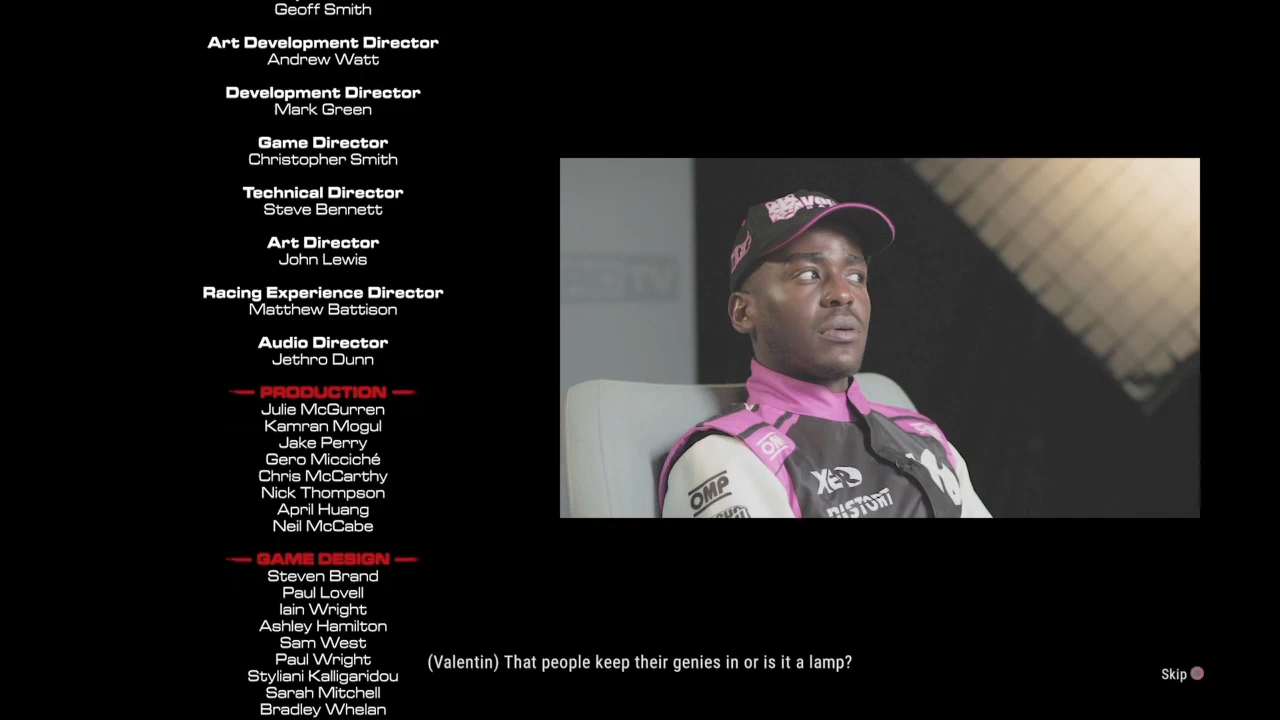 Geoff Smith
Art Development Director
Andrew Watt
Development Director
Mark Green
Game Director
Christopher Smith
Technical Director
Steve Bennett
Art Director
John Lewis
Racing Experience Director
Matthew Battison
Audio Director
Jethro Dunn
PRODUCTION
Julie McGurren
Kamran Mogul
Jake Perry
Gero Micciché
Chris McCarthy
Nick Thompson
April Huang
Neil McCabe
GAME DESIGN
Steven Brand
Paul Lovell
Iain Wright
Ashley Hamilton
Sam West
Paul Wright
Styliani Kalligaridou
Sarah Mitchell
Bradley Whelan
OMP
DISTORT
(Valentin) That people keep their genies in or is it a lamp?
Skip